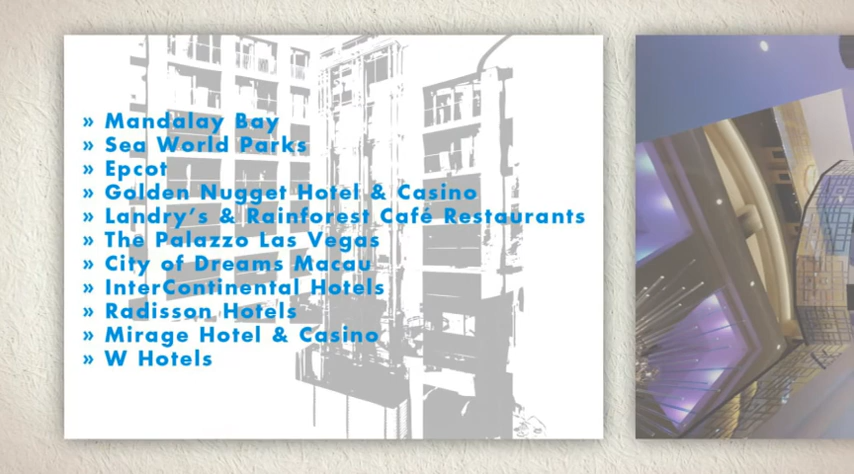 » Mandalay Bay
» Sea World Parks
» Epcot
» Golden Nugget Hotel & Casino
» Landry's & Rainforest Café Restaurants
» The Palazzo Las Vegas
» City of Dreams Macau
» InterContinental Hotels
» Radisson Hotels
» Mirage Hotel & Casino
» W Hotels